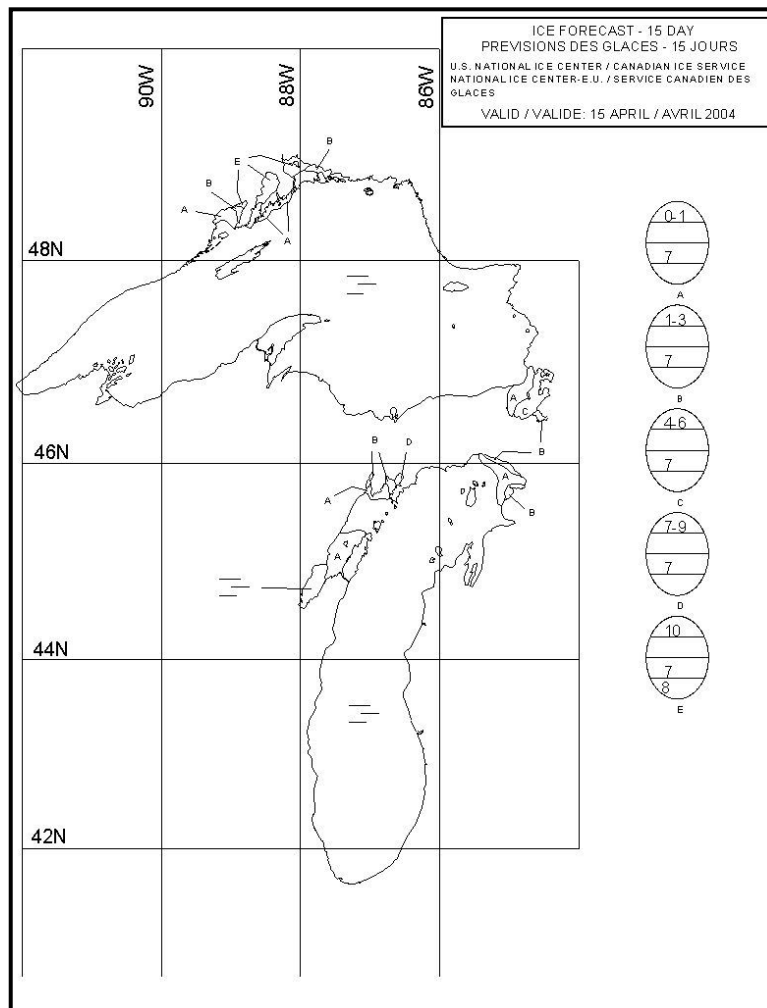 ICE FORECAST - 15 DAY
PREVISIONS DES GLACES - 15 JOURS
U.S. NATIONAL ICE CENTER / CANADIAN ICE SERVICE
NATIONAL ICE CENTER-E.U. / SERVICE CANADIEN DES
GLACES
VALID / VALIDE: 15 APRIL / AVRIL 2004
90W
88W
86W
B
E
B
A
A
48N
0-1
7
A
1-3
7
B
A
C
4-6
7
C
46N
B
D
B
A
A
D
B
A
7-9
7
D
44N
10
7
8
E
42N